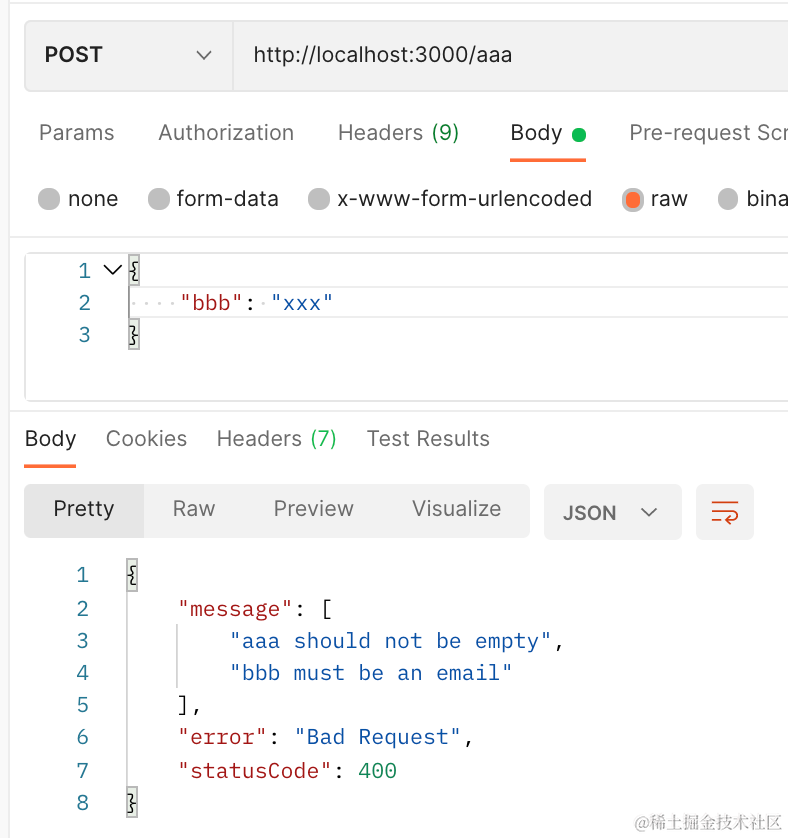 POST http://localhost:3000/aaa
Params Authorization Headers (9) Body Pre-request Scr
none form-data x-www-form-urlencoded raw bina
1 {
2 "bbb": "xxx"
3 }
Body Cookies Headers (7) Test Results
Pretty Raw Preview Visualize JSON
1 {
2 "message": [
3 "aaa should not be empty",
4 "bbb must be an email"
5 ],
6 "error": "Bad Request",
7 "statusCode": 400
8 }
@稀土掘金技术社区